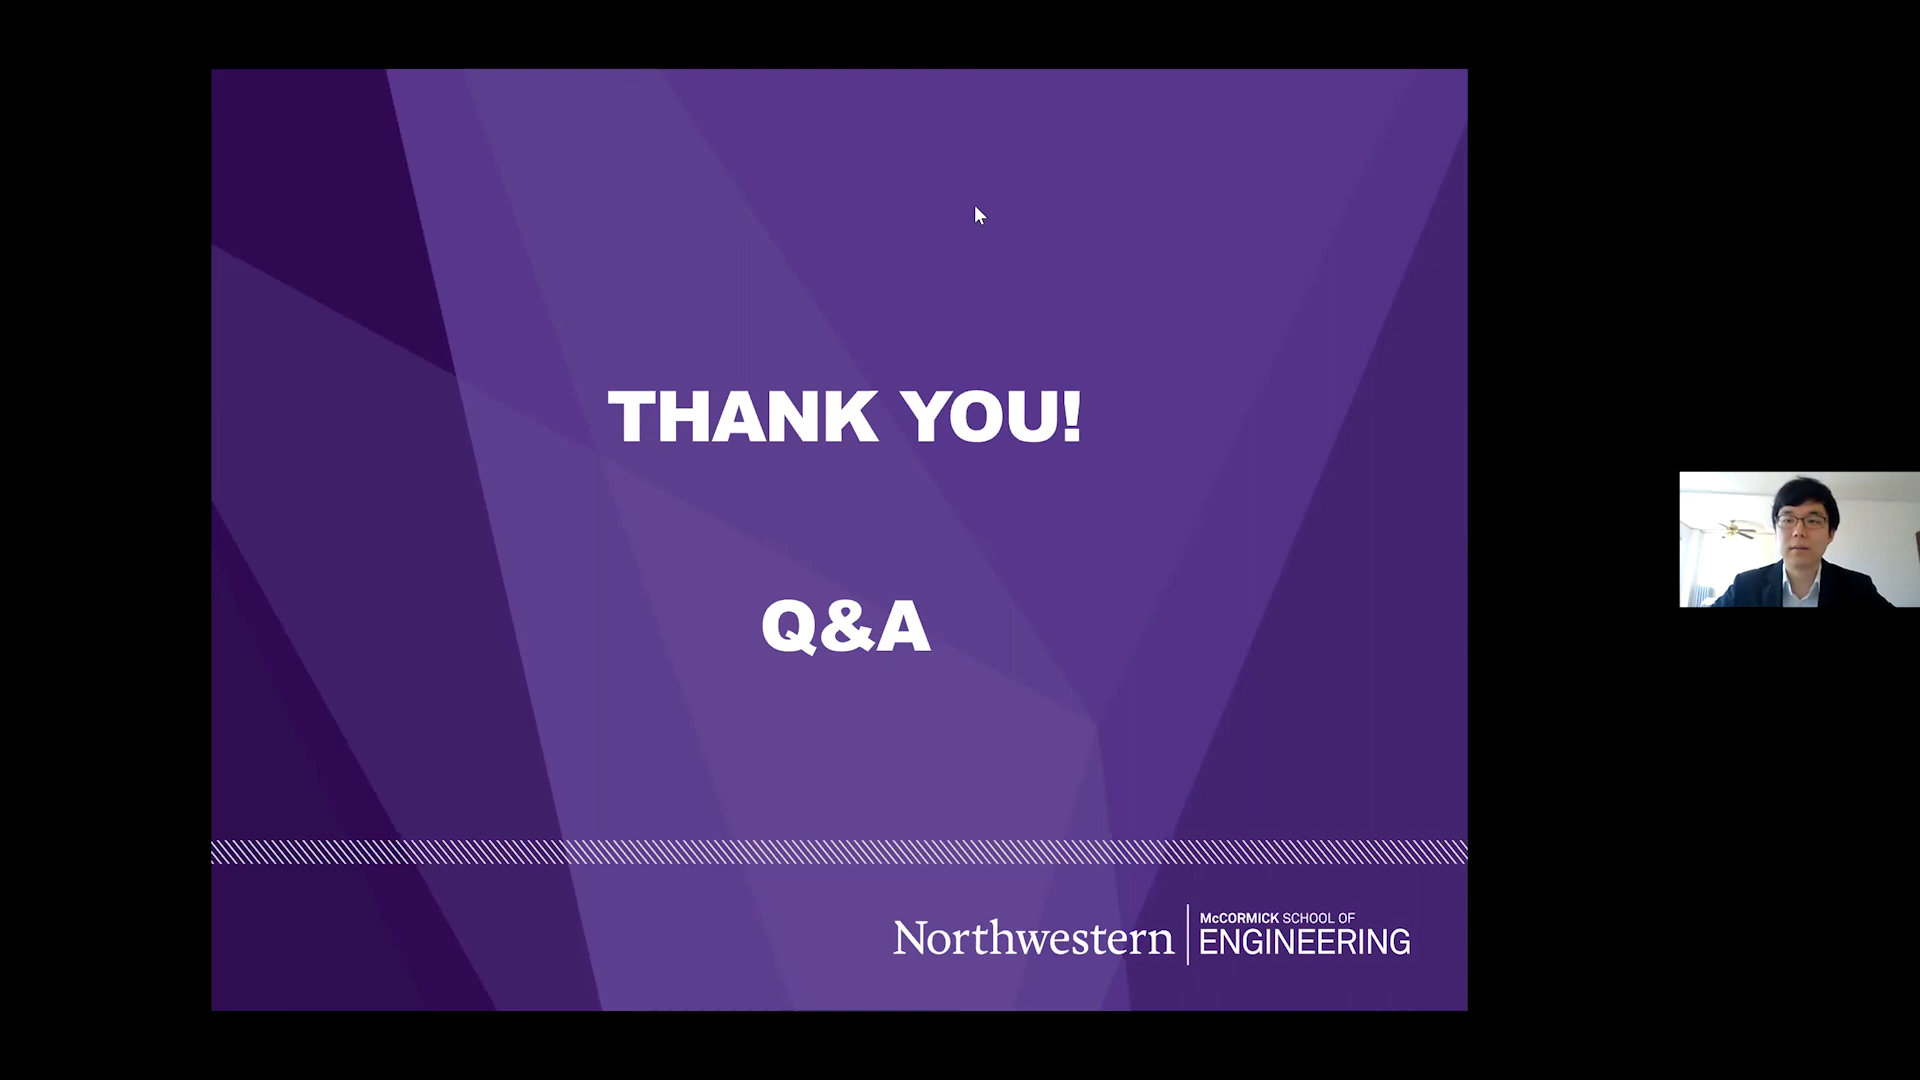 THANK YOU!
Q&A
Northwestern
McCORMICK SCHOOL OF
ENGINEERING